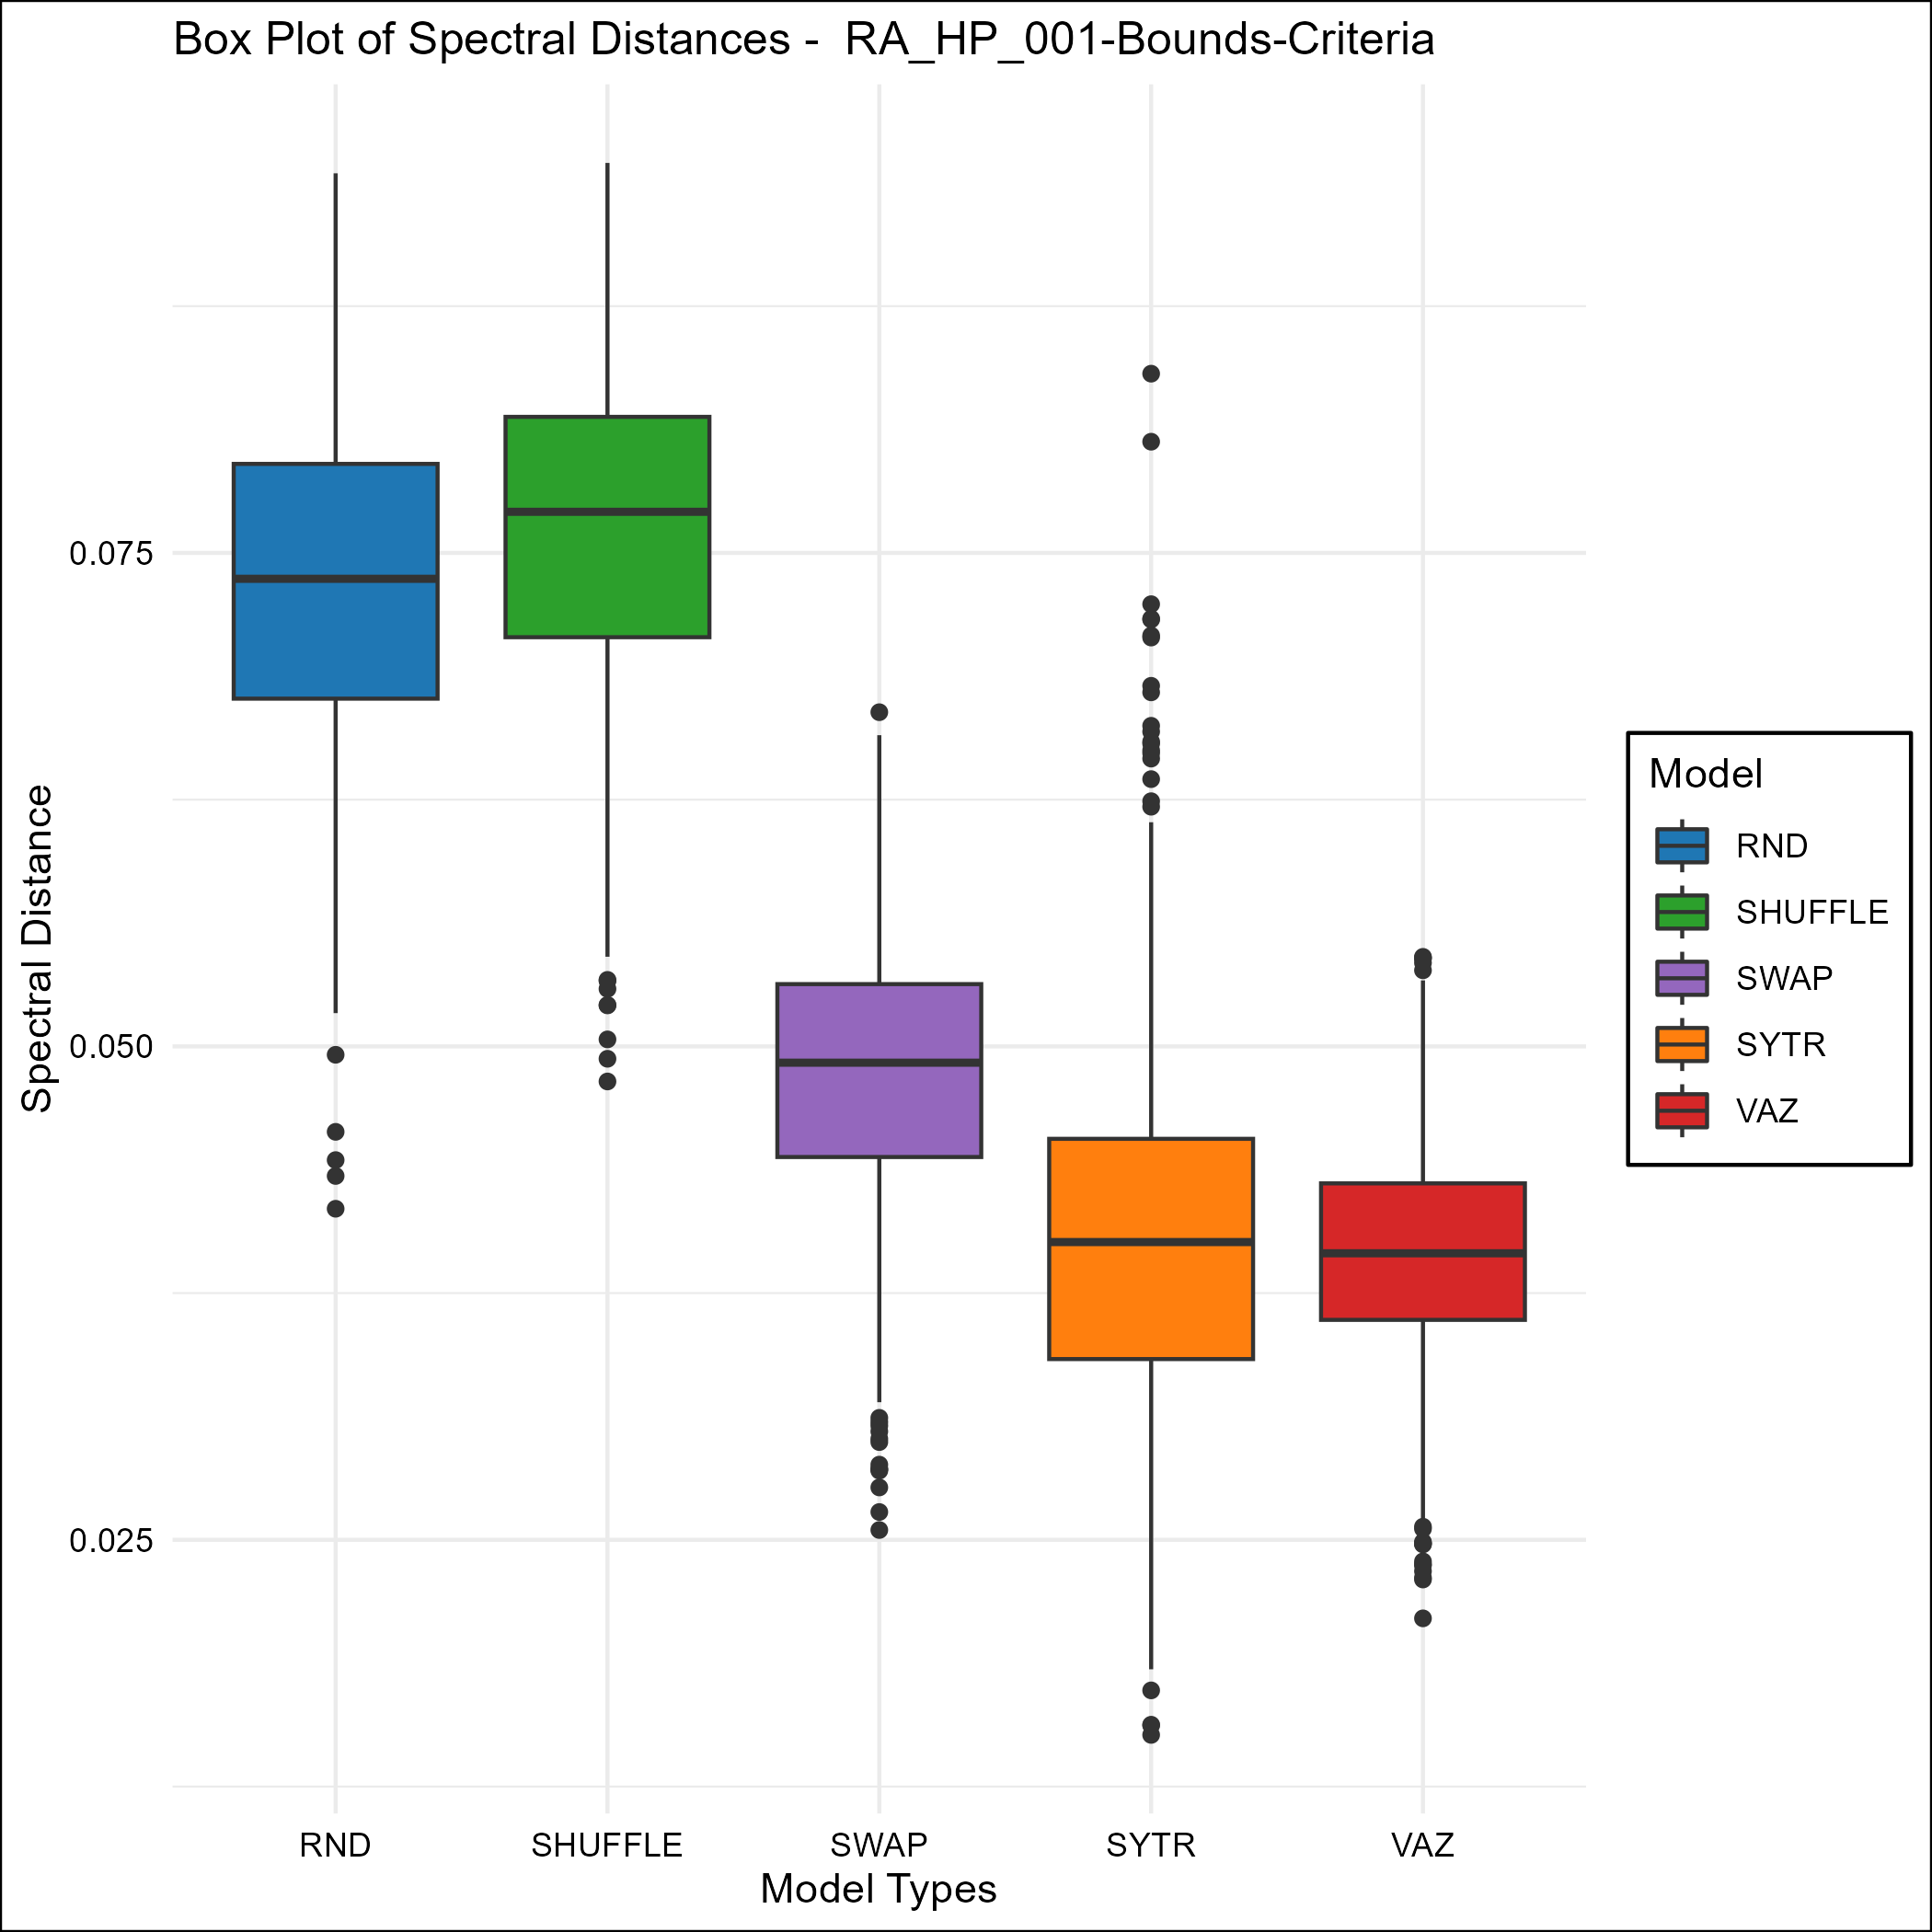 Box Plot of Spectral Distances -  RA_HP_001-Bounds-Criteria
Spectral Distance
0.075
0.050
0.025
RND
SHUFFLE
SWAP
SYTR
VAZ
Model Types
Model
RND
SHUFFLE
SWAP
SYTR
VAZ